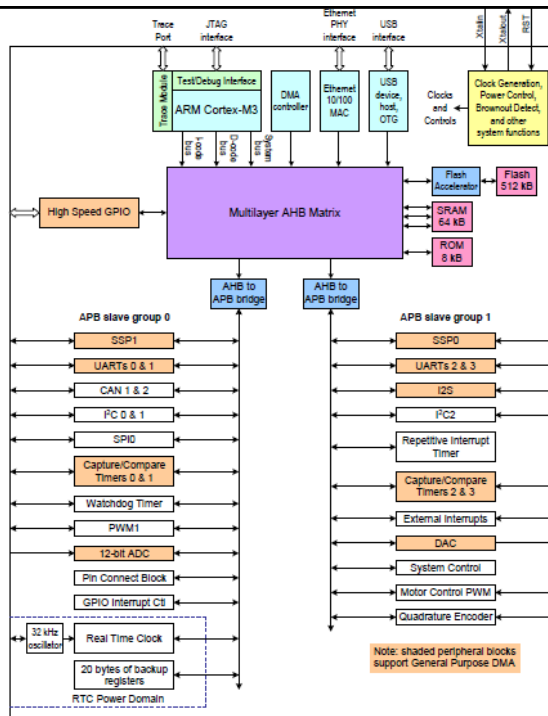 Trace
Port
JTAG
interface
Ethernet
PHY
interface
USB
interface
Xtalin
Xtalout
RST
Trace Module
Test/Debug Interface
ARM Cortex-M3
DMA
controller
Ethernet
10/100
MAC
USB
device,
host,
OTG
Clocks
and
Controls
Clock Generation,
Power Control,
Brownout Detect,
and other
system functions
I-code
bus
D-code
bus
System
bus
High Speed GPIO
Multilayer AHB Matrix
Flash
Accelerator
Flash
512 kB
SRAM
64 kB
ROM
8 kB
AHB to
APB bridge
AHB to
APB bridge
APB slave group 0
SSP1
UARTs 0 & 1
CAN 1 & 2
I²C 0 & 1
SPI0
Capture/Compare
Timers 0 & 1
Watchdog Timer
PWM1
12-bit ADC
Pin Connect Block
GPIO Interrupt Ctl
32 kHz
oscillator
Real Time Clock
20 bytes of backup
registers
RTC Power Domain
APB slave group 1
SSP0
UARTs 2 & 3
I2S
I²C2
Repetitive Interrupt
Timer
Capture/Compare
Timers 2 & 3
External Interrupts
DAC
System Control
Motor Control PWM
Quadrature Encoder
Note: shaded peripheral blocks
support General Purpose DMA